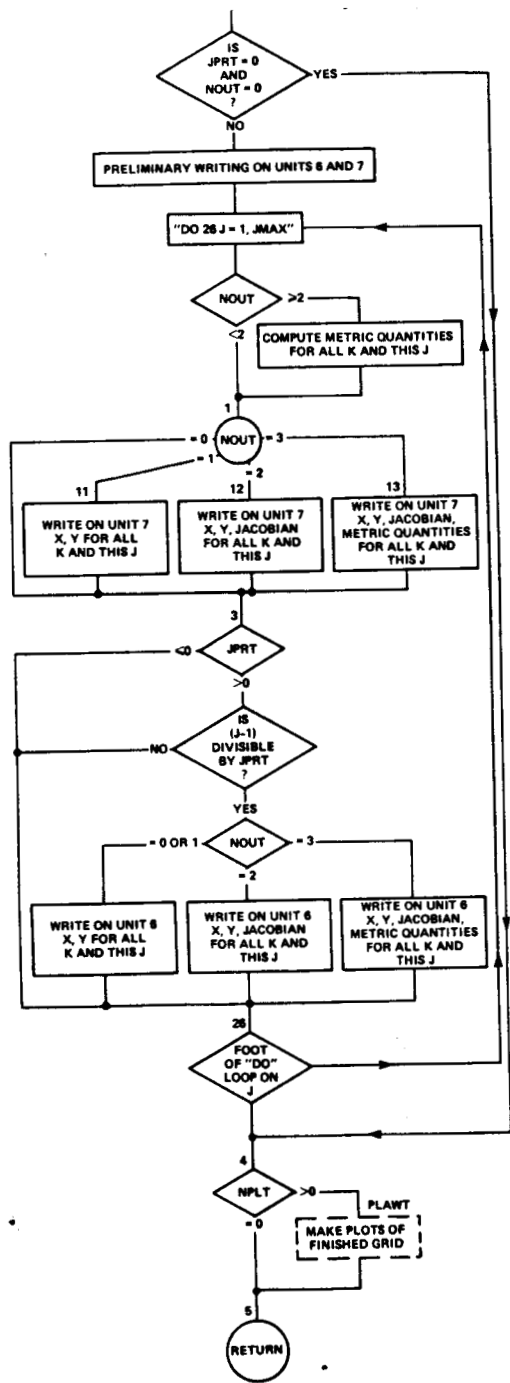 IS
JPRT = 0
AND
NOUT = 0
?
YES
NO
PRELIMINARY WRITING ON UNITS 6 AND 7
"DO 26 J = 1, JMAX"
NOUT
≥2
<2
COMPUTE METRIC QUANTITIES
FOR ALL K AND THIS J
1
= 0
NOUT
= 3
= 1
= 2
11
WRITE ON UNIT 7
X, Y FOR ALL
K AND THIS J
12
WRITE ON UNIT 7
X, Y, JACOBIAN
FOR ALL K AND
THIS J
13
WRITE ON UNIT 7
X, Y, JACOBIAN,
METRIC QUANTITIES
FOR ALL K AND
THIS J
3
<0
JPRT
>0
IS
(J-1)
DIVISIBLE
BY JPRT
?
NO
YES
= 0 OR 1
NOUT
= 3
= 2
WRITE ON UNIT 6
X, Y FOR ALL
K AND THIS J
WRITE ON UNIT 6
X, Y, JACOBIAN
FOR ALL K AND
THIS J
WRITE ON UNIT 6
X, Y, JACOBIAN,
METRIC QUANTITIES
FOR ALL K AND
THIS J
26
FOOT
OF "DO"
LOOP ON
J
4
NPLT
>0
= 0
PLAWT
MAKE PLOTS OF
FINISHED GRID
5
RETURN